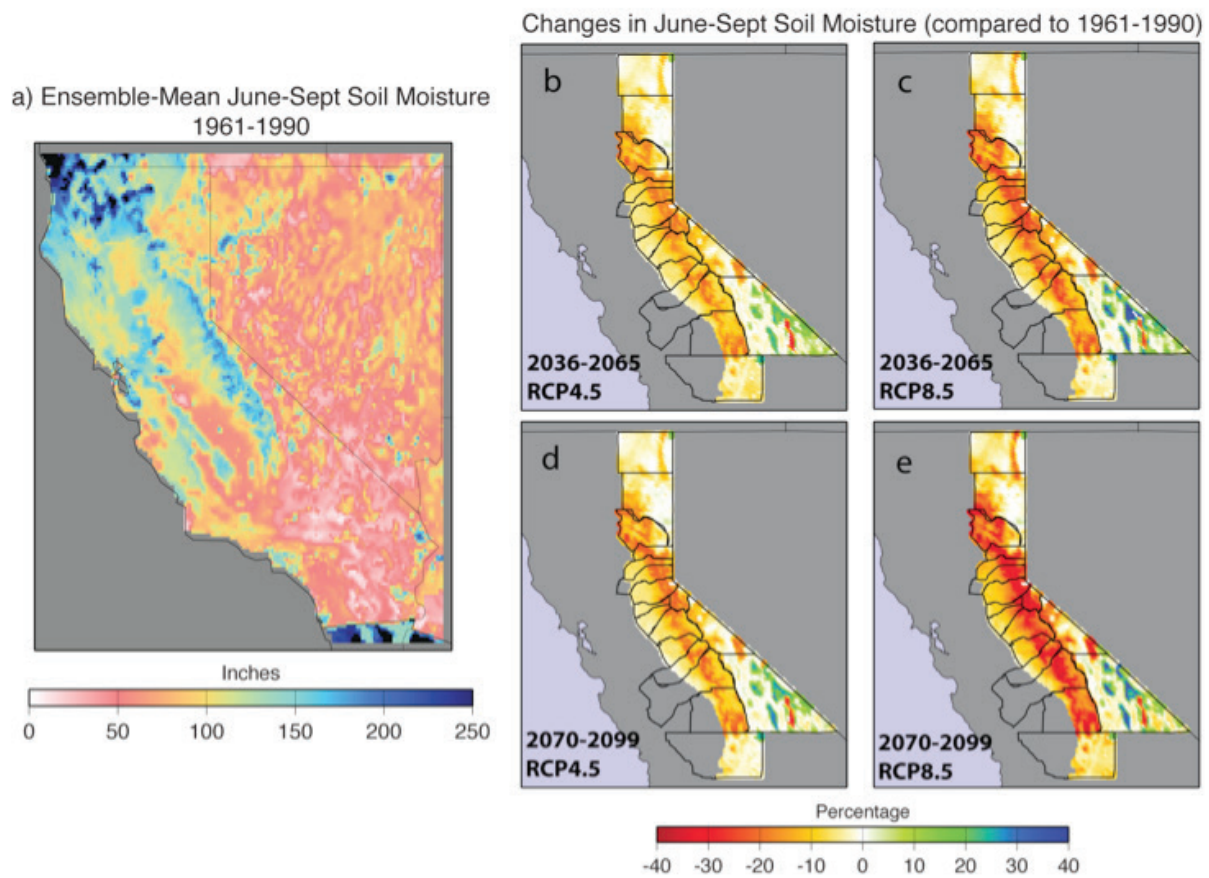 Changes in June-Sept Soil Moisture (compared to 1961-1990)
a) Ensemble-Mean June-Sept Soil Moisture
1961-1990
Inches
0 50 100 150 200 250
b
2036-2065
RCP4.5
c
2036-2065
RCP8.5
d
2070-2099
RCP4.5
e
2070-2099
RCP8.5
Percentage
-40 -30 -20 -10 0 10 20 30 40